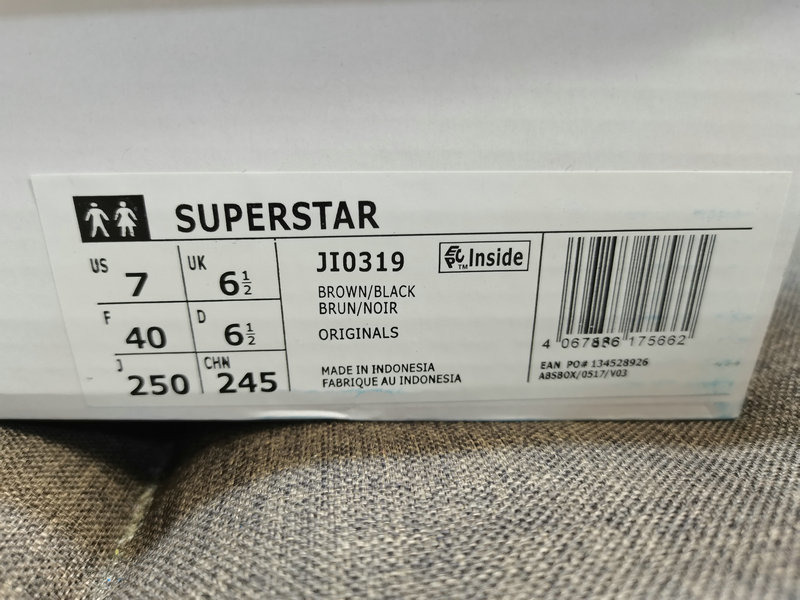 SUPERSTAR
US 7 UK 6½
F 40 D 6½
J 250 CHN 245
JI0319
EPC™ Inside
BROWN/BLACK
BRUN/NOIR
ORIGINALS
MADE IN INDONESIA
FABRIQUE AU INDONESIA
4 067886 175662
EAN PO# 134528926
ABSBOX/0517/V03